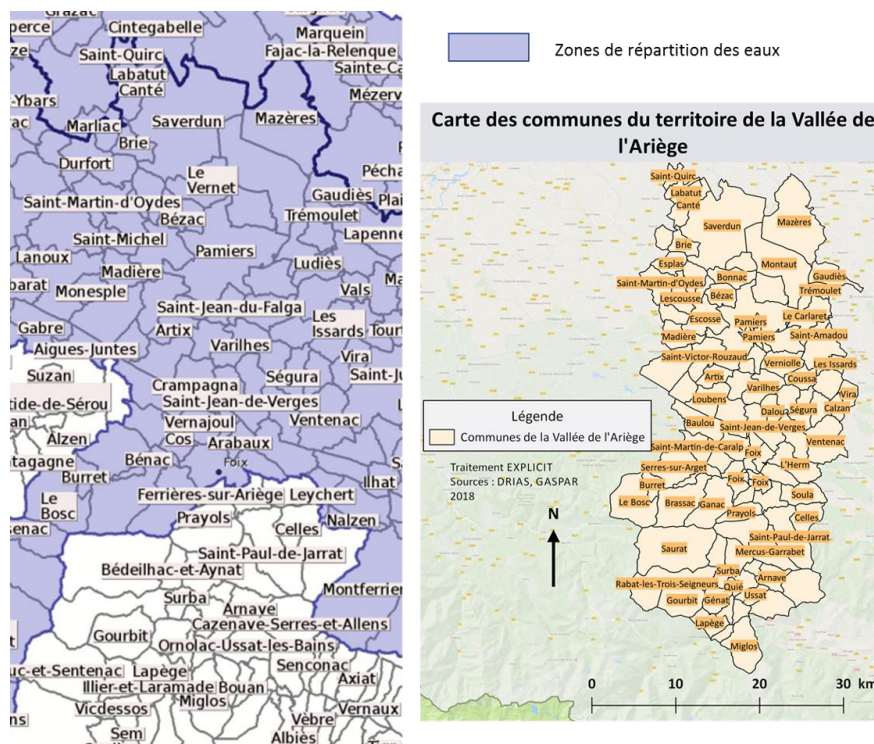 Grazac
Cintegabelle
Marquein
Saint-Quirc
Fajac-la-Relenque
Labatut
Canté
-Ybars
Saverdun
Mazères
Marliac
Brie
Durfort
Le
Vernet
Saint-Martin-d'Oydes
Gaudiès
Bézac
Trémoulet
Saint-Michel
Lapenne
Lanoux
Pamiers
Madière
Ludiès
Monesple
Vals
Saint-Jean-du-Falga
Les
Issards
Gabre
Artix
Aigues-Juntes
Varilhes
Vira
Suzan
Ségura
Crampagna
Saint-Jean-de-Verges
Vernajoul
Ventenac
Alzen
Cos
Arabaux
Bénac
Foix
Burret
Ilhat
Le
Bosc
Ferrières-sur-Ariège
Leychert
Prayols
Nalzen
Celles
Saint-Paul-de-Jarrat
Bédeilhac-et-Aynat
Montferrier
Surba
Arnave
Cazenave-Serres-et-Allens
Gourbit
Ornolac-Ussat-les-Bains
uc-et-Sentenac
Lapège
Senconac
Illier-et-Laramade
Bouan
Axiat
Miglos
Vicdessos
Vernaux
Vèbre
Sem
Albiès
Zones de répartition des eaux
Carte des communes du territoire de la Vallée de
l'Ariège
Saint-Quirc
Labatut
Canté
Saverdun
Mazères
Brie
Esplas
Montaut
Bonnac
Gaudiès
Saint-Martin-d'Oydes
Trémoulet
Lescousse
Bézac
Escosse
Le Carlaret
Pamiers
Madière
Pamiers
Saint-Amadou
Saint-Victor-Rouzaud
Verniolle
Les Issards
Artix
Coussa
Varilhes
Loubens
Vira
Dalou
Ségura
Calzan
Baulou
Saint-Jean-de-Verges
Ventenac
Saint-Martin-de-Caralp
Foix
Serres-sur-Arget
L'Herm
Burret
Foix
Foix
Le Bosc
Brassac
Ganac
Soula
Prayols
Celles
Saint-Paul-de-Jarrat
Saurat
Mercus-Garrabet
Surba
Arnave
Rabat-les-Trois-Seigneurs
Quié
Ussat
Gourbit
Génat
Lapège
Miglos
Légende
Communes de la Vallée de l'Ariège
Traitement EXPLICIT
Sources : DRIAS, GASPAR
2018
N
0 10 20 30 km